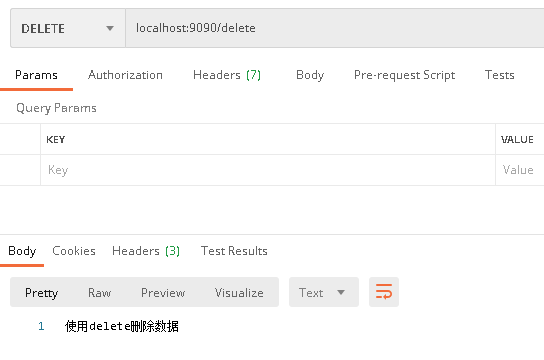 DELETE localhost:9090/delete
Params Authorization Headers (7) Body Pre-request Script Tests
Query Params
KEY VALUE
Key Value
Body Cookies Headers (3) Test Results
Pretty Raw Preview Visualize Text
1 使用delete删除数据